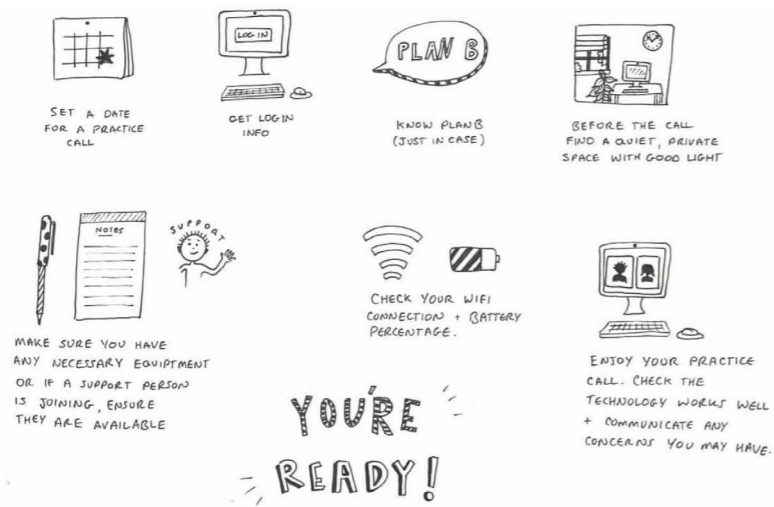 SET A DATE
FOR A PRACTICE
CALL
LOG IN
GET LOGIN
INFO
PLAN B
KNOW PLAN B
(JUST IN CASE)
BEFORE THE CALL
FIND A QUIET, PRIVATE
SPACE WITH GOOD LIGHT
NOTES
SUPPORT
MAKE SURE YOU HAVE
ANY NECESSARY EQUIPTMENT
OR IF A SUPPORT PERSON
IS JOINING, ENSURE
THEY ARE AVAILABLE
CHECK YOUR WIFI
CONNECTION + BATTERY
PERCENTAGE.
ENJOY YOUR PRACTICE
CALL. CHECK THE
TECHNOLOGY WORKS WELL
+ COMMUNICATE ANY
CONCERNS YOU MAY HAVE.
YOU'RE
READY!